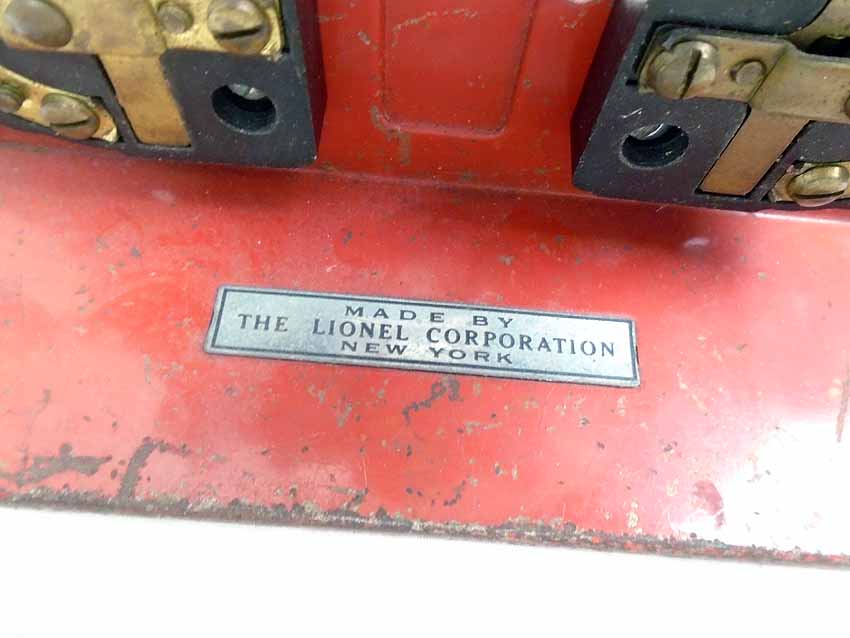 MADE BY
THE LIONEL CORPORATION
NEW YORK